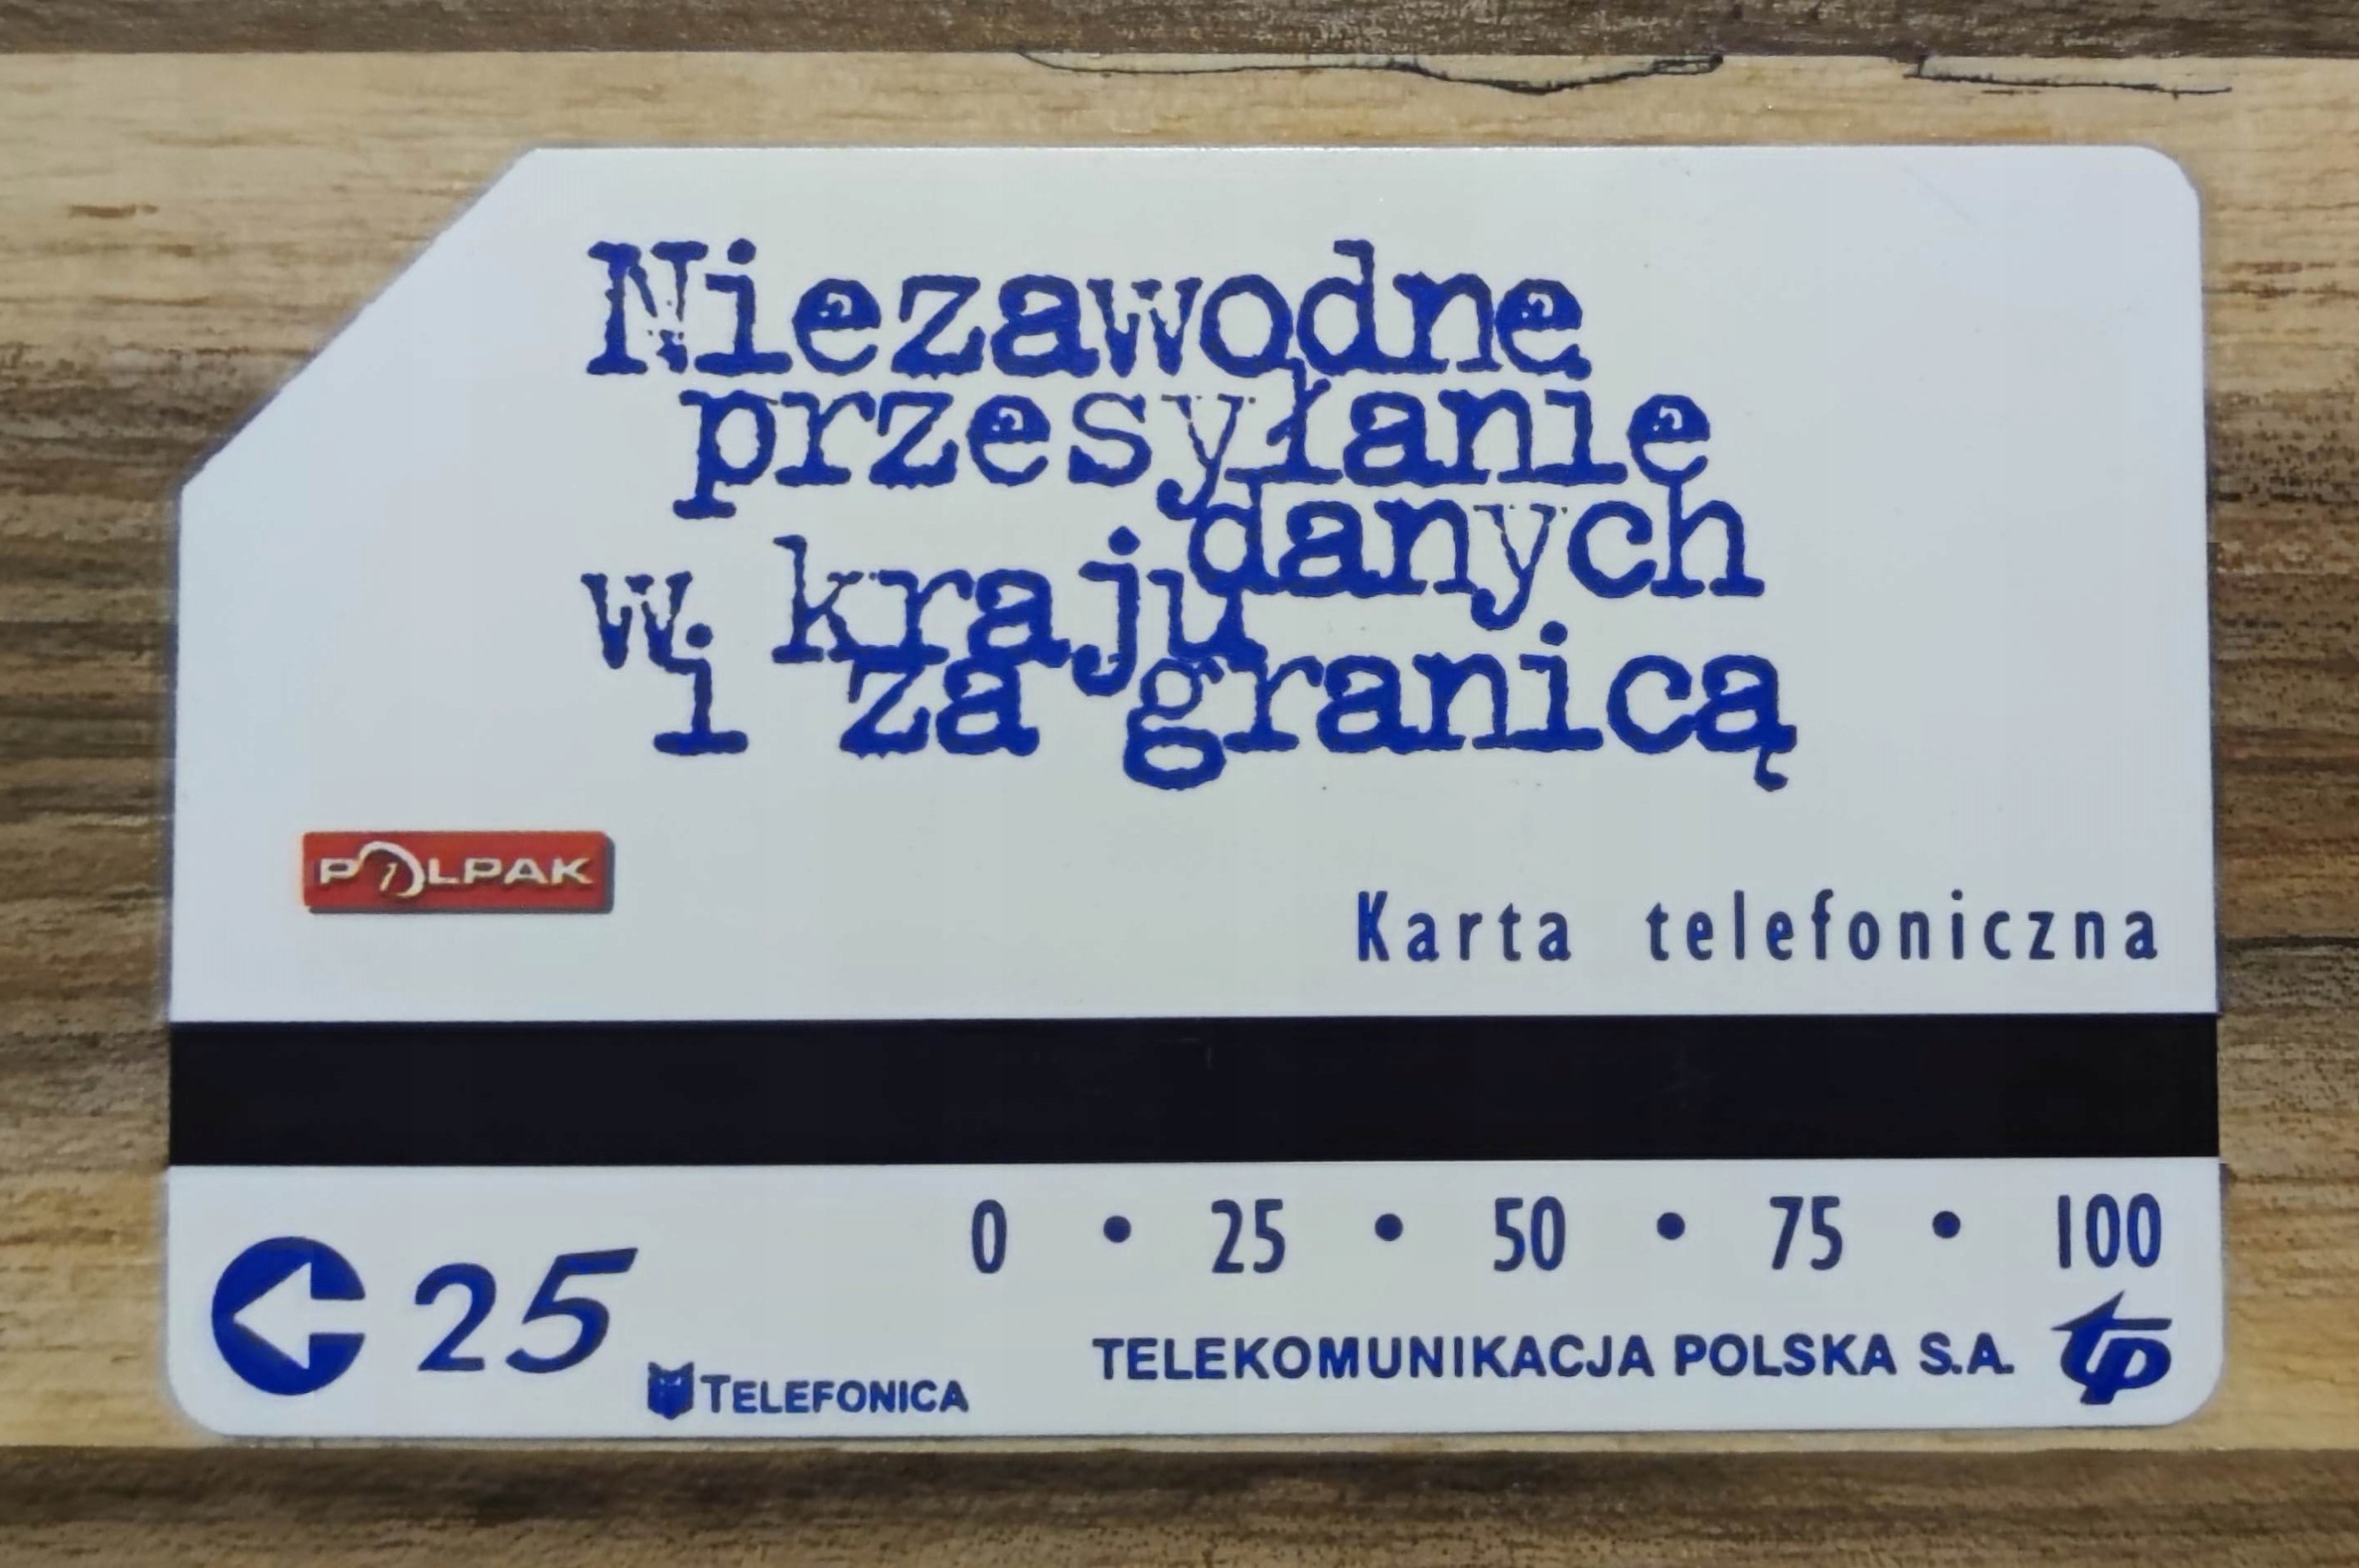 Niezawodne
przesyłanie
danych
w kraju
i za granicą
POLPAK
Karta telefoniczna
0 • 25 • 50 • 75 • 100
25
TELEFONICA
TELEKOMUNIKACJA POLSKA S.A.
tp